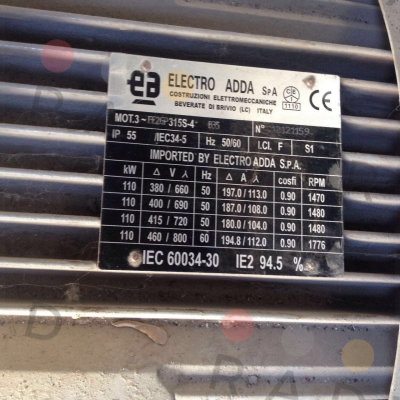 ea ELECTRO ADDA SpA
COSTRUZIONI ELETTROMECCANICHE
BEVERATE DI BRIVIO (LC) ITALY
CE
1110
MOT.3~ 315S-4 N°
IP 55 /IEC34-5 Hz 50/60 I.Cl. F S1
IMPORTED BY ELECTRO ADDA S.P.A.
kW Δ V ⅄ Hz Δ A ⅄ cosfi RPM
110 380 / 660 50 197.0 / 113.0 0.90 1470
110 400 / 690 50 187.0 / 108.0 0.90 1480
110 415 / 720 50 180.0 / 104.0 0.90 1480
110 460 / 800 60 194.8 / 112.0 0.90 1776
IEC 60034-30 IE2 94.5 %